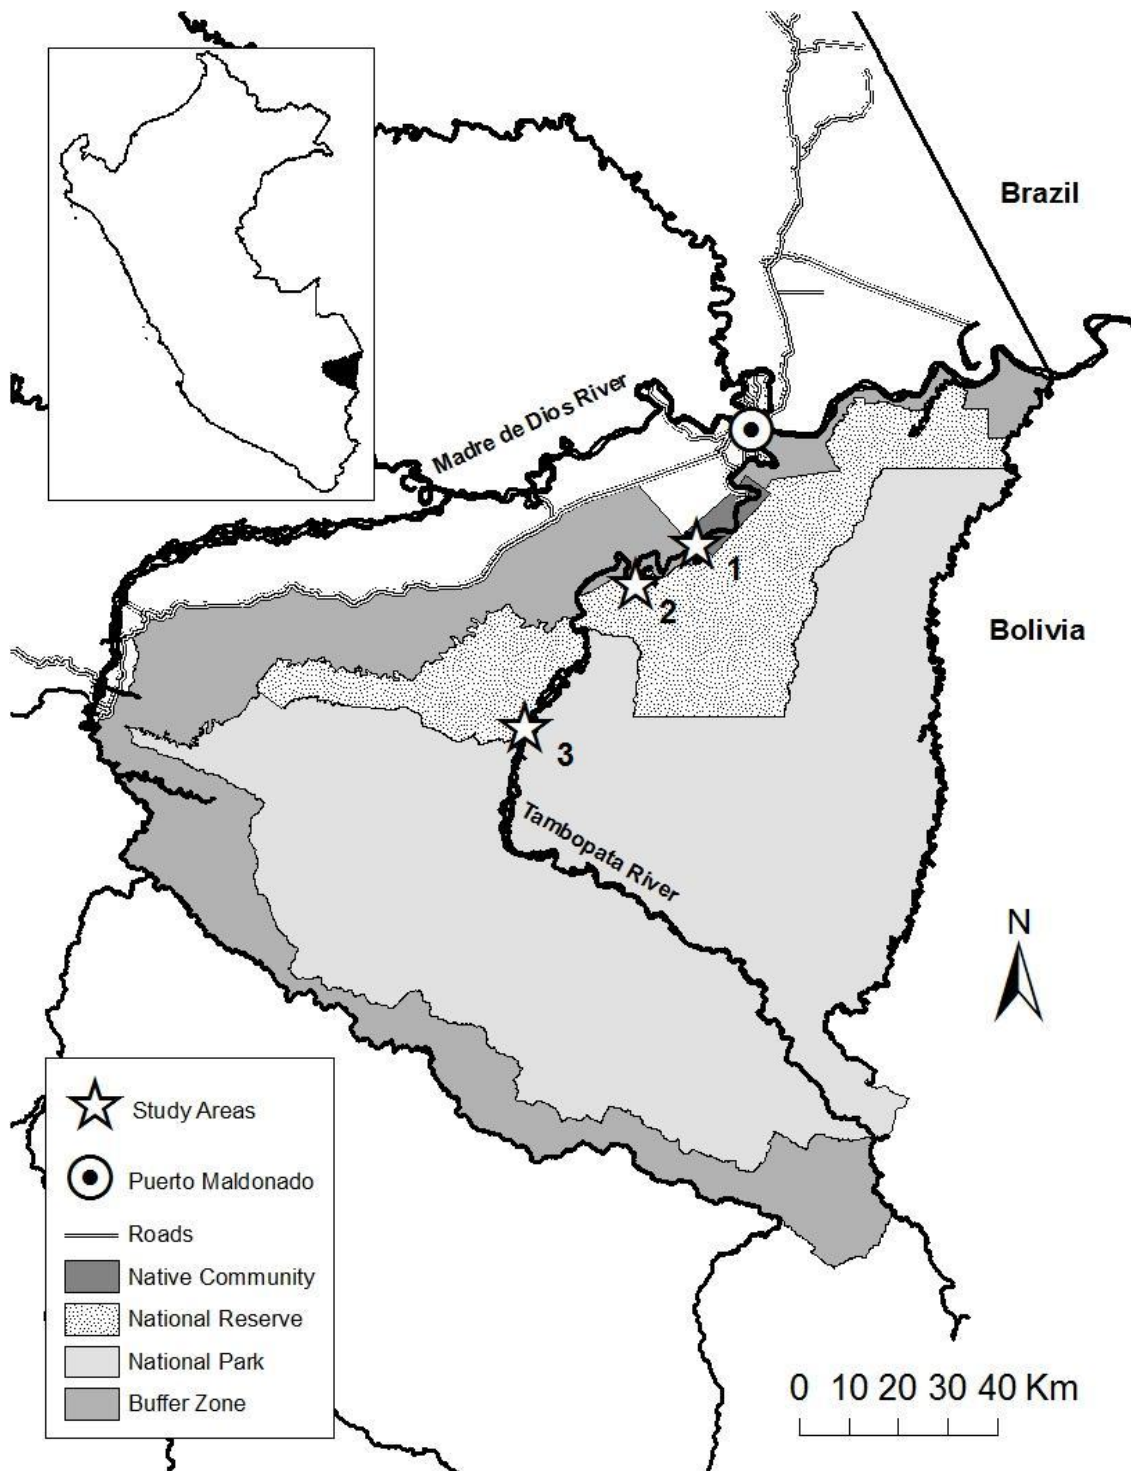 Brazil
Madre de Dios River
1
2
Bolivia
3
Tambopata River
N
Study Areas
Puerto Maldonado
Roads
Native Community
National Reserve
National Park
Buffer Zone
0 10 20 30 40 Km